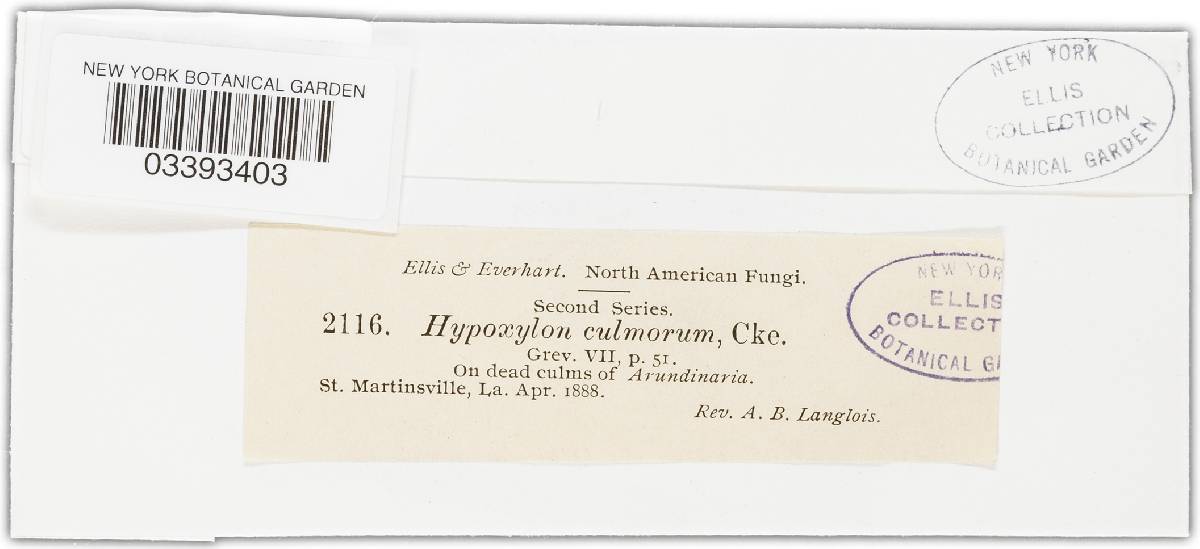 NEW YORK BOTANICAL GARDEN
03393403
NEW YORK
ELLIS
COLLECTION
BOTANICAL GARDEN
Ellis & Everhart. North American Fungi.
Second Series.
2116. Hypoxylon culmorum, Cke.
Grev. VII, p. 51.
On dead culms of Arundinaria.
St. Martinsville, La. Apr. 1888.
Rev. A. B. Langlois.
NEW YOR
ELLIS
COLLECT
BOTANICAL GA